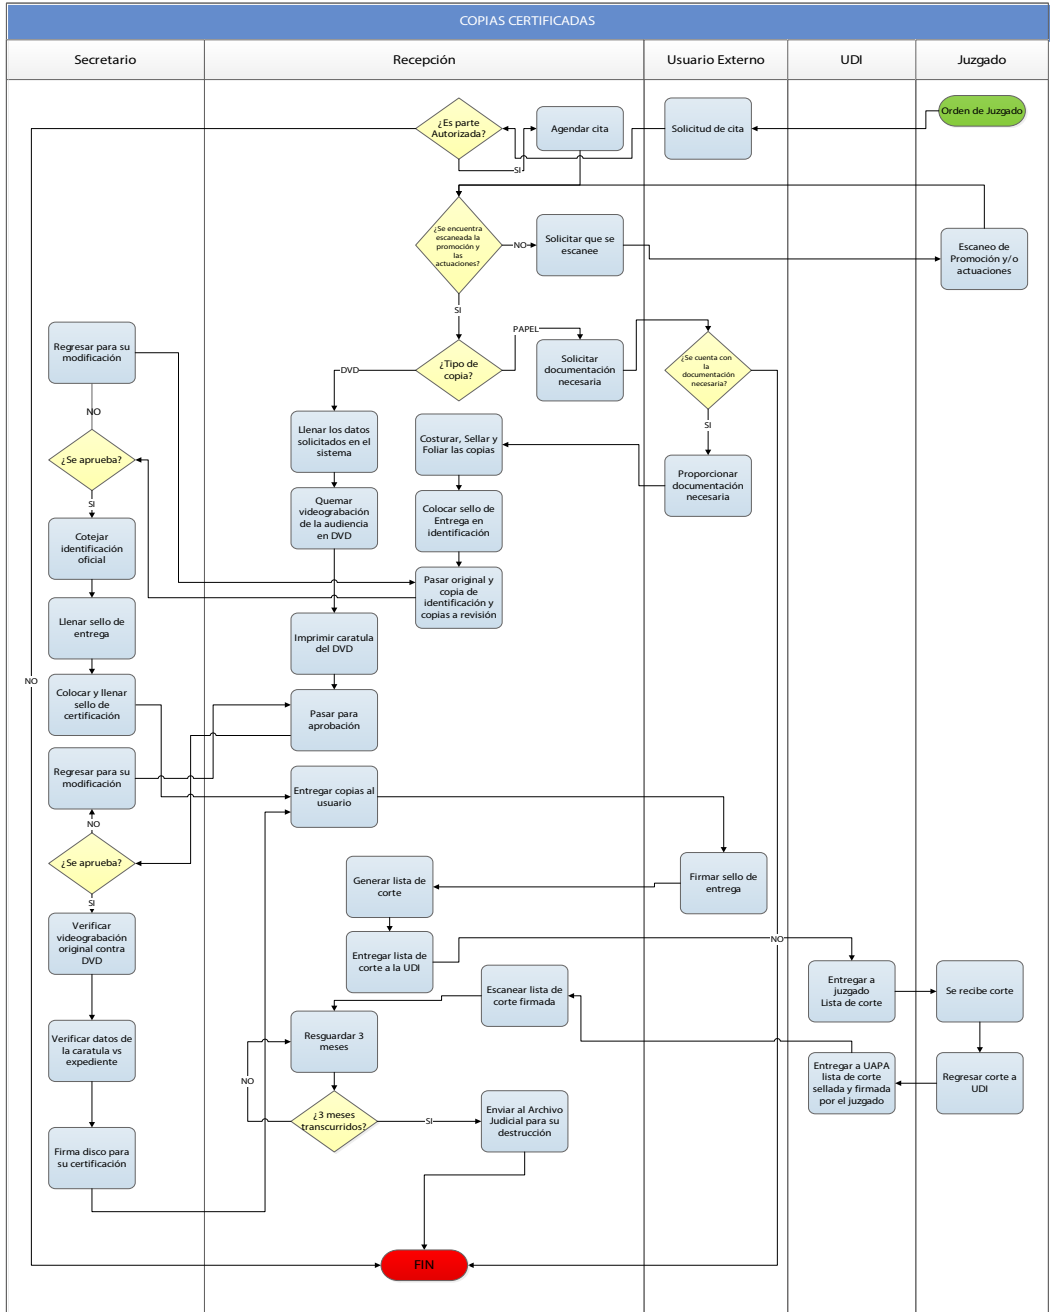 COPIAS CERTIFICADAS
Secretario
Recepción
Usuario Externo
UDI
Juzgado
Orden de Juzgado
Solicitud de cita
¿Es parte
Autorizada?
SI
Agendar cita
¿Se encuentra
escaneada la
promoción y
las
actuaciones?
NO
Solicitar que se
escanee
Escaneo de
Promoción y/o
actuaciones
SI
¿Tipo de
copia?
PAPEL
Solicitar
documentación
necesaria
¿Se cuenta con
la
documentación
necesaria?
DVD
Regresar para su
modificación
NO
¿Se aprueba?
SI
Llenar los datos
solicitados en el
sistema
Costurar, Sellar y
Foliar las copias
SI
Proporcionar
documentación
necesaria
Quemar
videograbación
de la audiencia
en DVD
Colocar sello de
Entrega en
identificación
Cotejar
identificación
oficial
Pasar original y
copia de
identificación y
copias a revisión
Llenar sello de
entrega
Imprimir caratula
del DVD
NO
Colocar y llenar
sello de
certificación
Pasar para
aprobación
Regresar para su
modificación
NO
¿Se aprueba?
SI
Entregar copias al
usuario
Firmar sello de
entrega
Generar lista de
corte
Verificar
videograbación
original contra
DVD
Entregar lista de
corte a la UDI
NO
Entregar a
juzgado
Lista de corte
Se recibe corte
Escanear lista de
corte firmada
Resguardar 3
meses
Verificar datos de
la caratula vs
expediente
Entregar a UAPA
lista de corte
sellada y firmada
por el juzgado
Regresar corte a
UDI
NO
¿3 meses
transcurridos?
SI
Enviar al Archivo
Judicial para su
destrucción
Firma disco para
su certificación
FIN